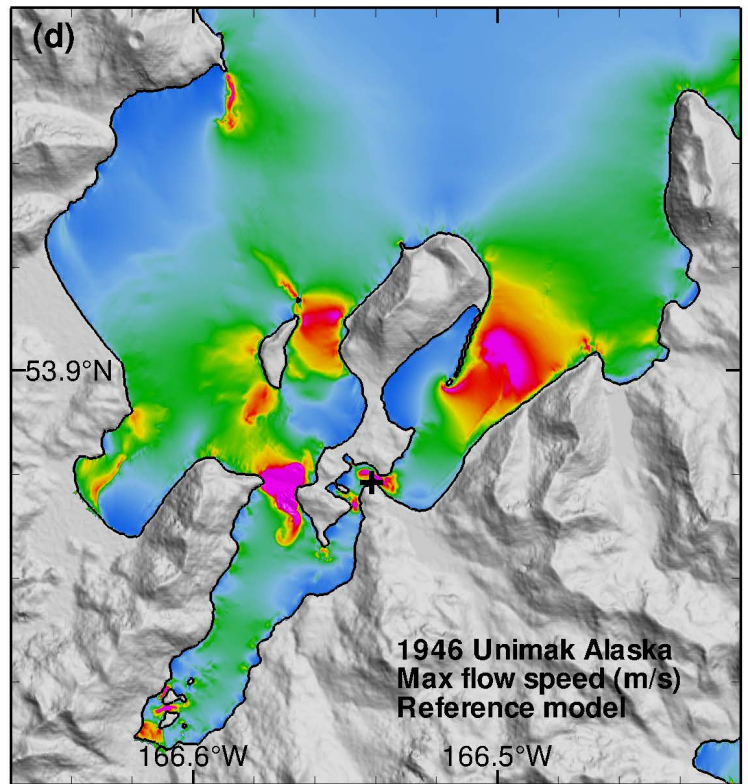 (d)
53.9°N
1946 Unimak Alaska
Max flow speed (m/s)
Reference model
166.6°W
166.5°W